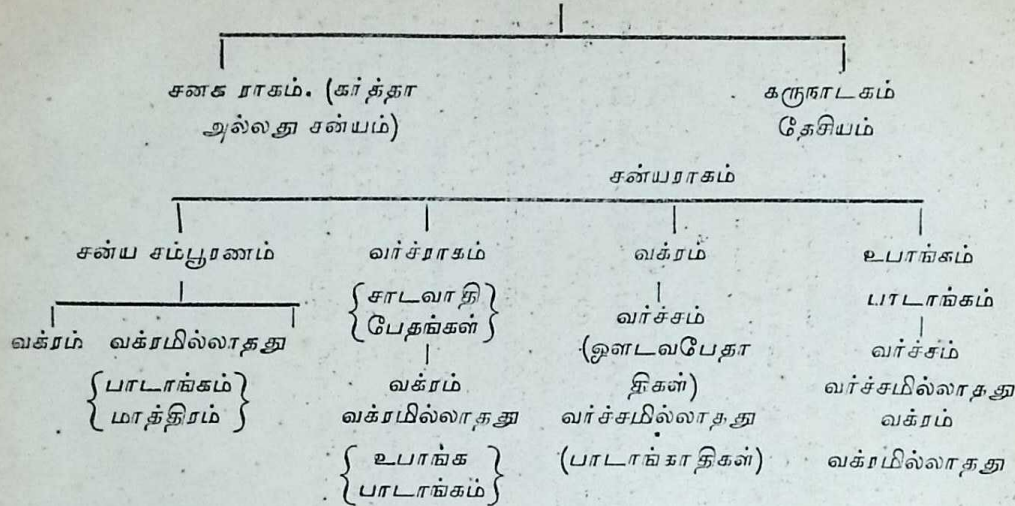 சனக ராகம். (கர்த்தா
அல்லது சன்யம்)
கருநாடகம்
தேசியம்
சன்யராகம்
சன்ய சம்பூரணம்
வக்ரம் வக்ரமில்லாதது
{பாடாங்கம்}
{மாத்திரம்}
வர்ச்ராகம்
{சாடவாதி}
{பேதங்கள்}
வக்ரம்
வக்ரமில்லாதது
{உபாங்க}
{பாடாங்கம்}
வக்ரம்
வர்ச்சம்
(ஔடவபேதா
திகள்)
வர்ச்சமில்லாதது
(பாடாங்காதிகள்)
உபாங்கம்
பாடாங்கம்
வர்ச்சம்
வர்ச்சமில்லாதது
வக்ரம்
வக்ரமில்லாதது